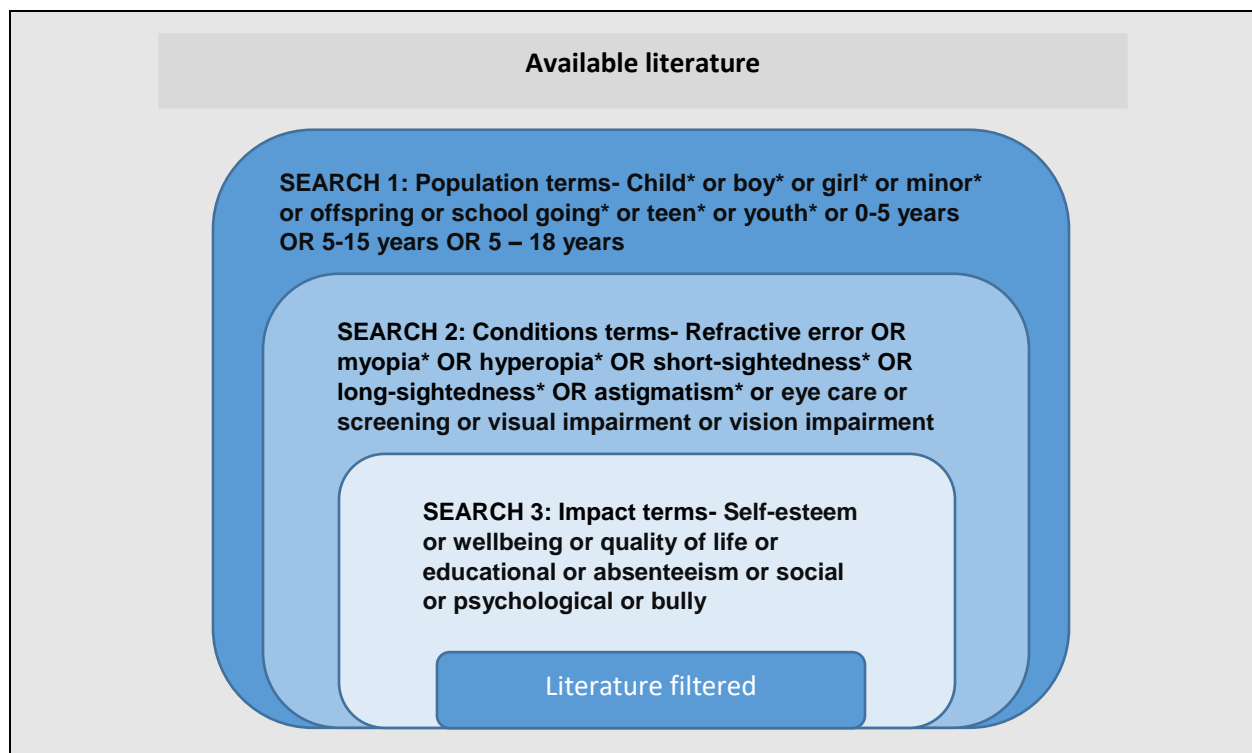 Available literature
SEARCH 1: Population terms- Child* or boy* or girl* or minor*
or offspring or school going* or teen* or youth* or 0-5 years
OR 5-15 years OR 5 – 18 years
SEARCH 2: Conditions terms- Refractive error OR
myopia* OR hyperopia* OR short-sightedness* OR
long-sightedness* OR astigmatism* or eye care or
screening or visual impairment or vision impairment
SEARCH 3: Impact terms- Self-esteem
or wellbeing or quality of life or
educational or absenteeism or social
or psychological or bully
Literature filtered